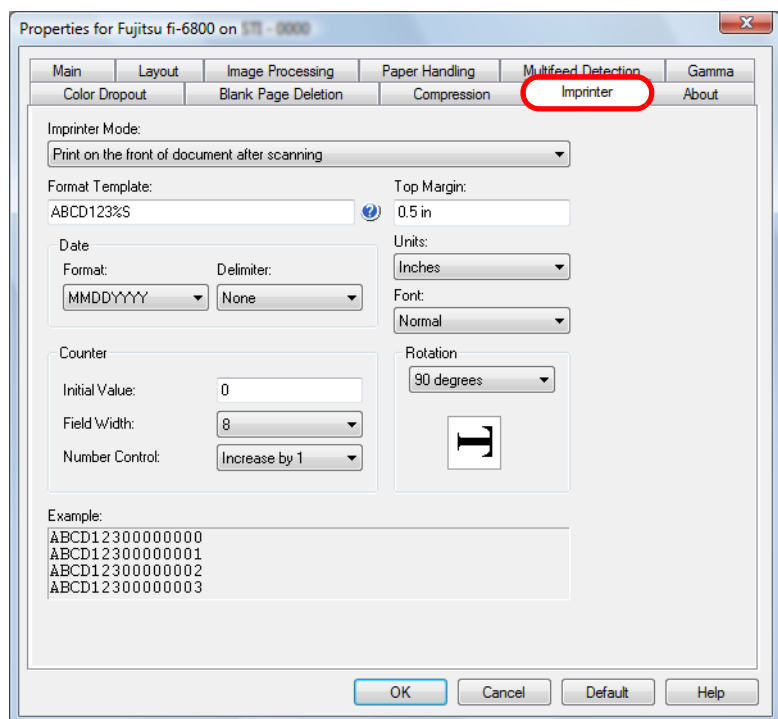 Properties for Fujitsu fi-6800 on
Main Layout Image Processing Paper Handling Multifeed Detection Gamma
Color Dropout Blank Page Deletion Compression Imprinter About
Imprinter Mode:
Print on the front of document after scanning
Format Template: Top Margin:
ABCD123%S 0.5 in
Date Units:
Format: Delimiter: Inches
MMDDYYYY None Font:
Normal
Counter Rotation
Initial Value: 0 90 degrees
Field Width: 8
Number Control: Increase by 1
T
Example:
ABCD12300000000
ABCD12300000001
ABCD12300000002
ABCD12300000003
OK Cancel Default Help